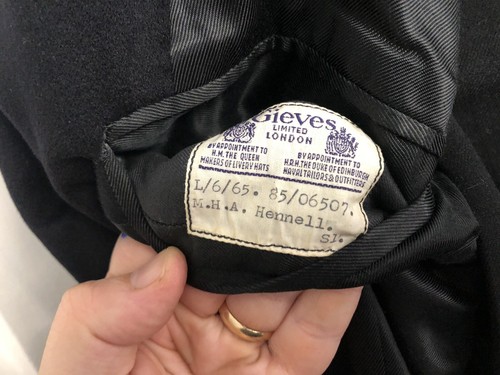 Gieves
LIMITED
LONDON
BY APPOINTMENT TO
H.M. THE QUEEN
MAKERS OF LIVERY HATS
BY APPOINTMENT TO
H.R.H. THE DUKE OF EDINBURGH
NAVAL TAILORS & OUTFITTERS
L/6/65. 85/06507.
M.H.A. Hennell.
Sl.